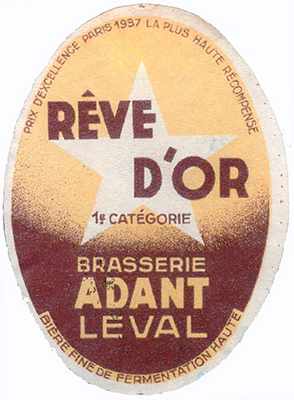 PRIX D'EXCELLENCE PARIS 1937 LA PLUS HAUTE RÉCOMPENSE
RÊVE
D'OR
1e CATÉGORIE
BRASSERIE
ADANT
LEVAL
BIÈRE FINE DE FERMENTATION HAUTE